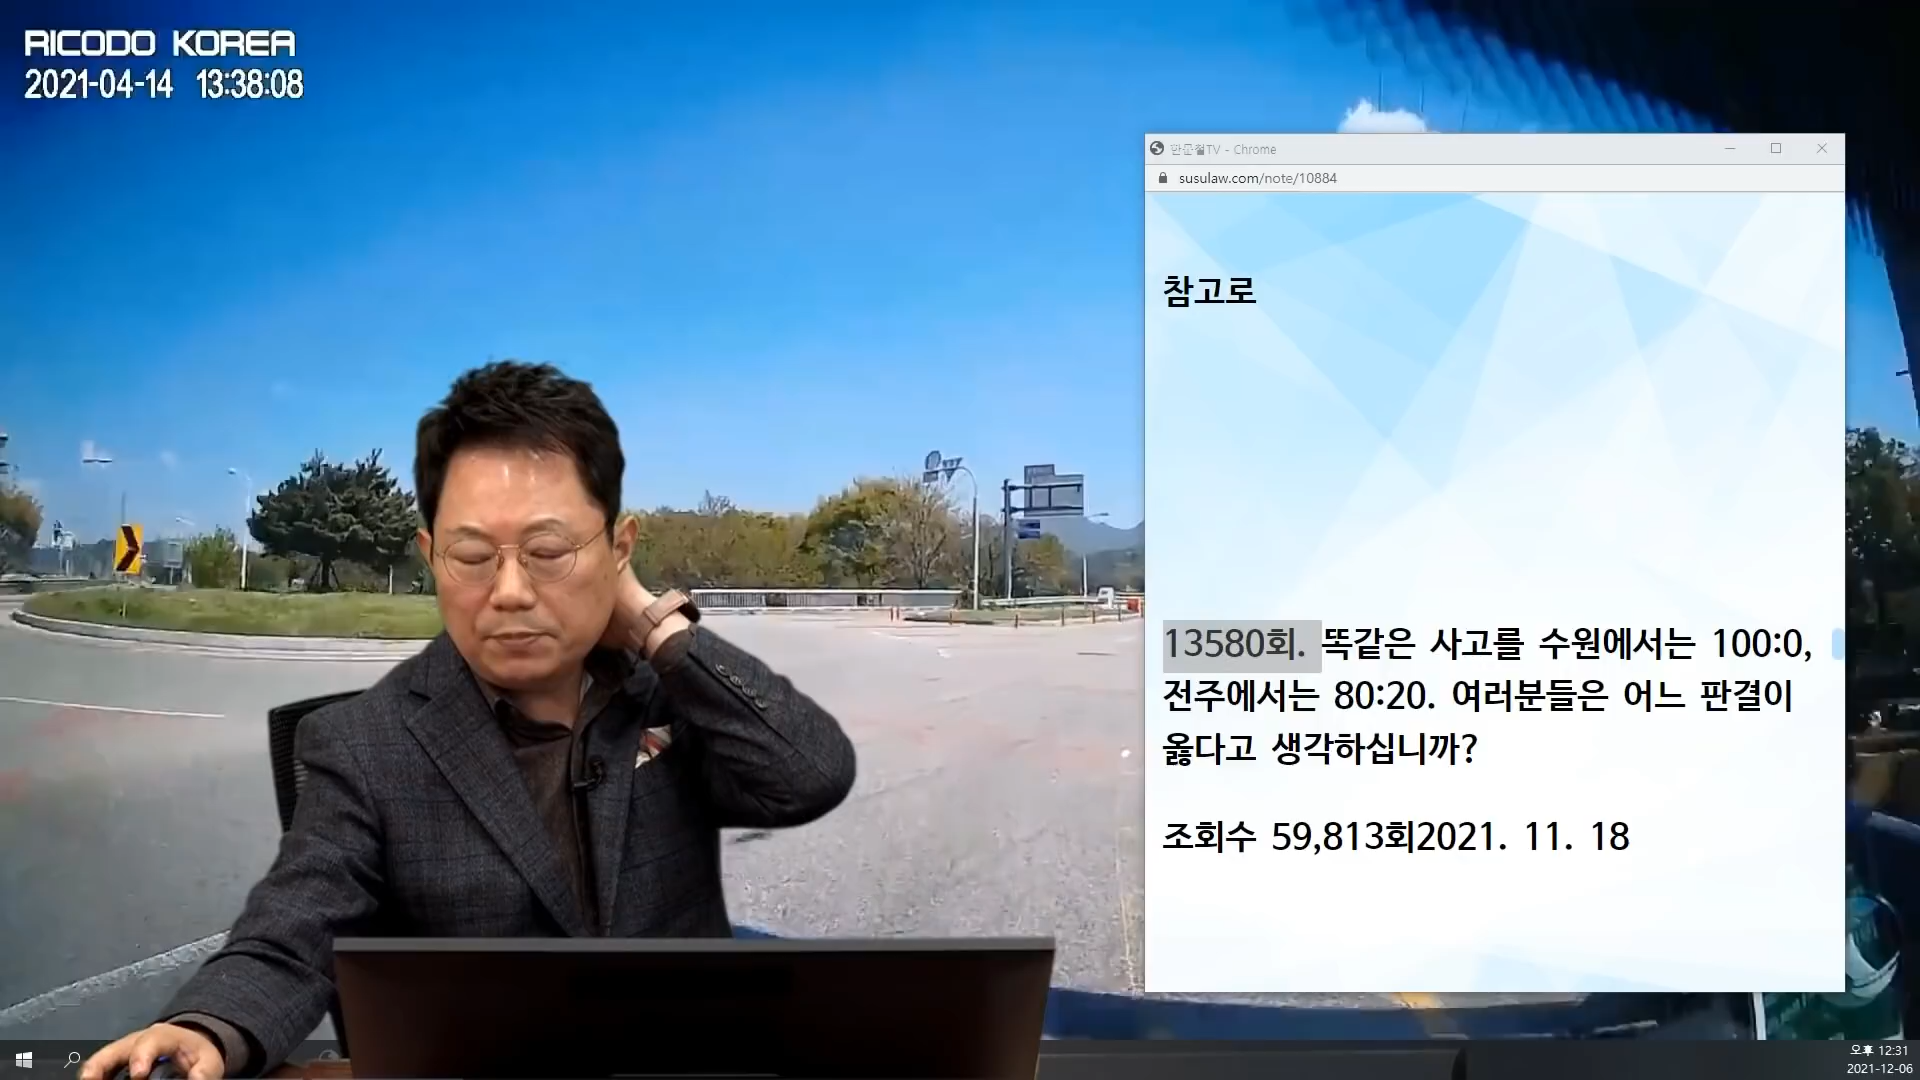 RICODO KOREA
2021-04-14 13:38:08
한문철TV - Chrome
susulaw.com/note/10884
참고로
13580회. 똑같은 사고를 수원에서는 100:0,
전주에서는 80:20. 여러분들은 어느 판결이
옳다고 생각하십니까?
조회수 59,813회2021. 11. 18
오후 12:31
2021-12-06